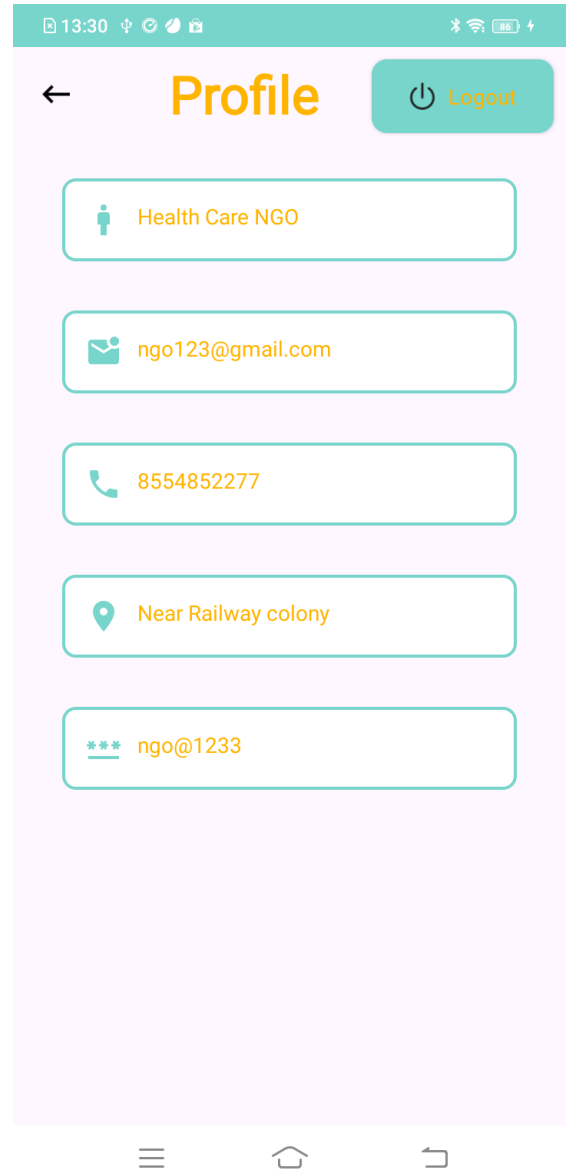 13:30
86
Profile
Logout
Health Care NGO
ngo123@gmail.com
8554852277
Near Railway colony
*** ngo@1233